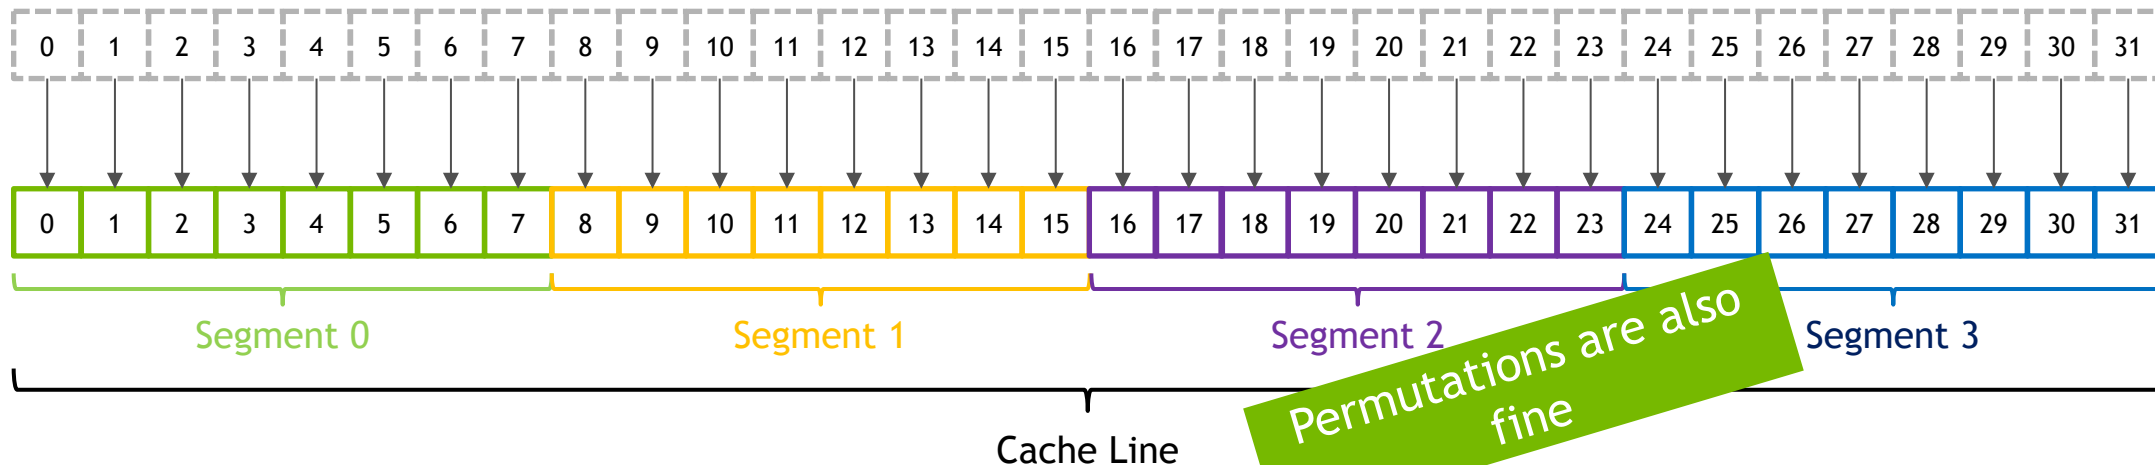 0 1 2 3 4 5 6 7 8 9 10 11 12 13 14 15 16 17 18 19 20 21 22 23 24 25 26 27 28 29 30 31
0 1 2 3 4 5 6 7 8 9 10 11 12 13 14 15 16 17 18 19 20 21 22 23 24 25 26 27 28 29 30 31
Segment 0 Segment 1 Segment 2 Segment 3
Permutations are also
fine
Cache Line